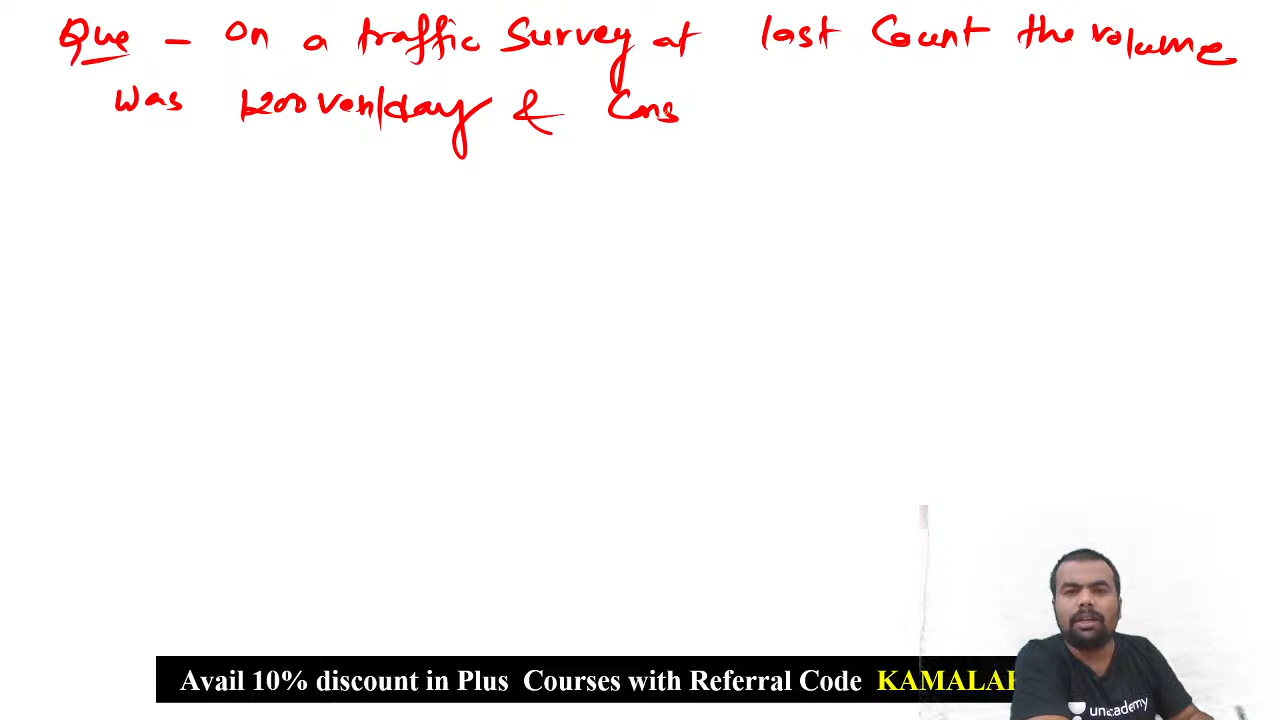 Que - On a traffic Survey at last Count the volume
was 1200 veh/day & Cons
Avail 10% discount in Plus Courses with Referral Code KAMALAK
unacademy